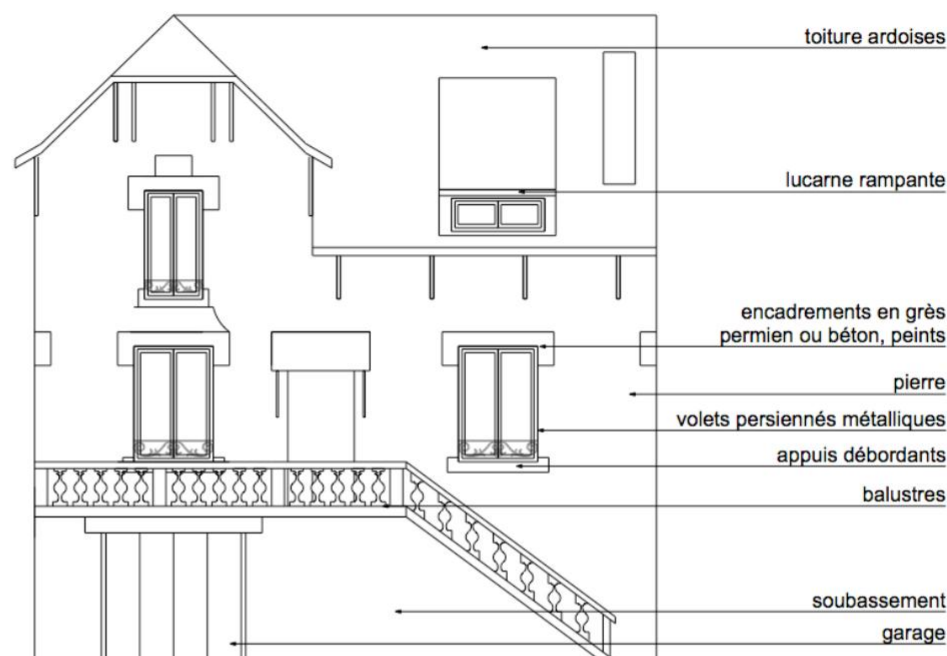 toiture ardoises
lucarne rampante
encadrements en grès
permien ou béton, peints
pierre
volets persiennés métalliques
appuis débordants
balustres
soubassement
garage